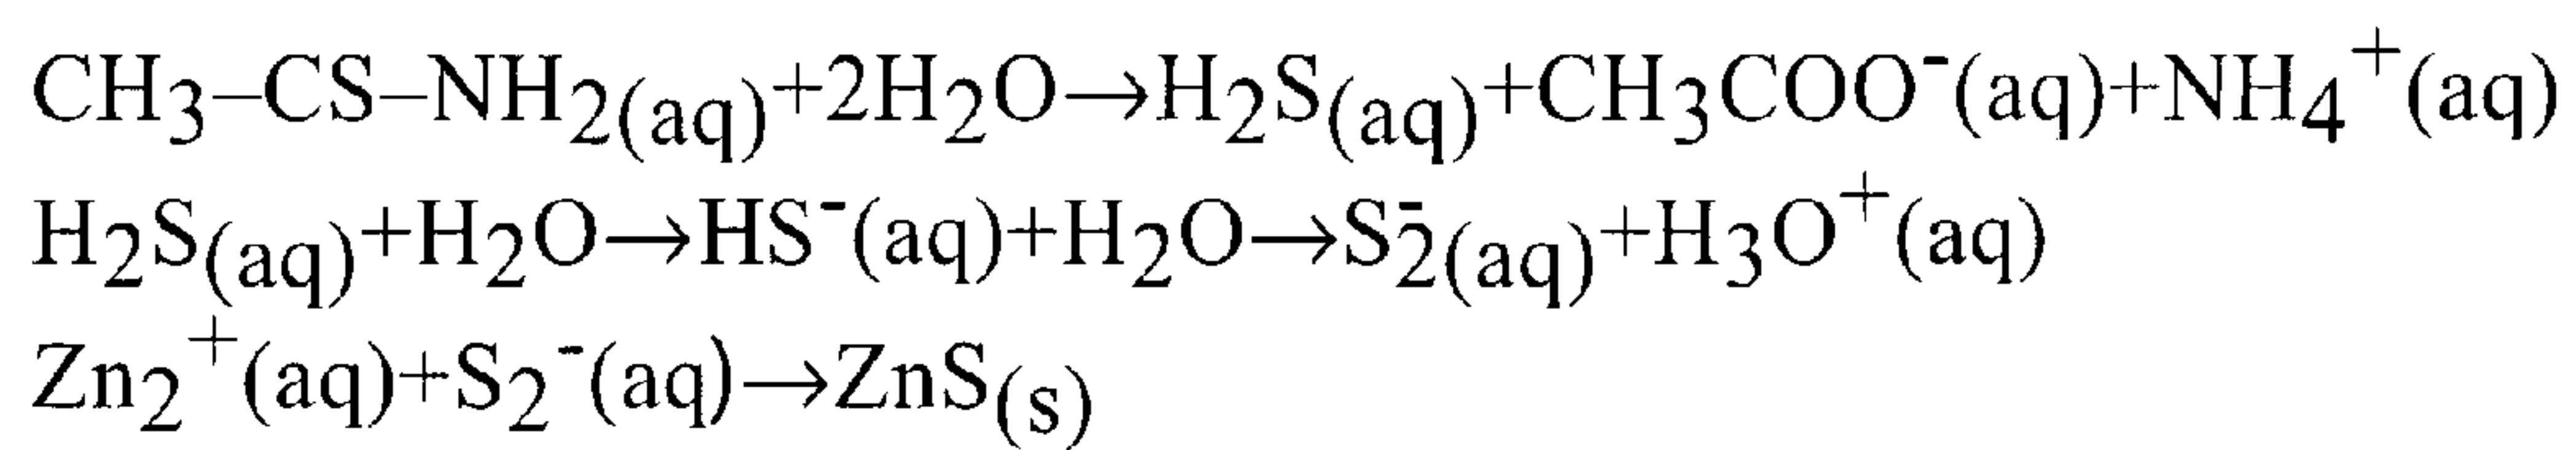 CH₃–CS–NH₂(aq)+2H₂O→H₂S(aq)+CH₃COO⁻(aq)+NH₄⁺(aq)
H₂S(aq)+H₂O→HS⁻(aq)+H₂O→S₂⁻(aq)+H₃O⁺(aq)
Zn₂⁺(aq)+S₂⁻(aq)→ZnS(s)